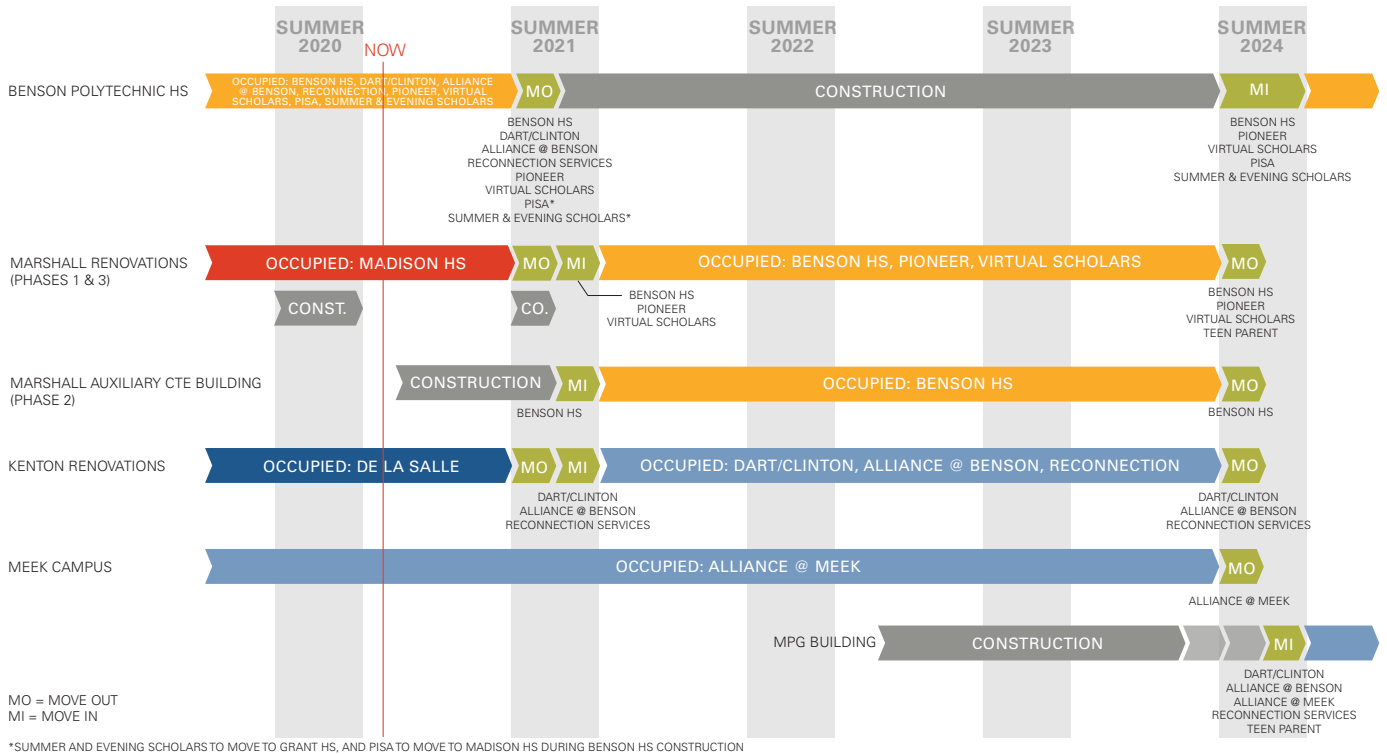 SUMMER
2020
SUMMER
2021
SUMMER
2022
SUMMER
2023
SUMMER
2024
NOW
BENSON POLYTECHNIC HS
OCCUPIED: BENSON HS, DART/CLINTON, ALLIANCE
@ BENSON, RECONNECTION, PIONEER, VIRTUAL
SCHOLARS, PISA, SUMMER & EVENING SCHOLARS
MO
CONSTRUCTION
MI
BENSON HS
DART/CLINTON
ALLIANCE @ BENSON
RECONNECTION SERVICES
PIONEER
VIRTUAL SCHOLARS
PISA*
SUMMER & EVENING SCHOLARS*
BENSON HS
PIONEER
VIRTUAL SCHOLARS
PISA
SUMMER & EVENING SCHOLARS
MARSHALL RENOVATIONS
(PHASES 1 & 3)
OCCUPIED: MADISON HS
MO
MI
OCCUPIED: BENSON HS, PIONEER, VIRTUAL SCHOLARS
MO
CONST.
CO.
BENSON HS
PIONEER
VIRTUAL SCHOLARS
BENSON HS
PIONEER
VIRTUAL SCHOLARS
TEEN PARENT
MARSHALL AUXILIARY CTE BUILDING
(PHASE 2)
CONSTRUCTION
MI
OCCUPIED: BENSON HS
MO
BENSON HS
BENSON HS
KENTON RENOVATIONS
OCCUPIED: DE LA SALLE
MO
MI
OCCUPIED: DART/CLINTON, ALLIANCE @ BENSON, RECONNECTION
MO
DART/CLINTON
ALLIANCE @ BENSON
RECONNECTION SERVICES
DART/CLINTON
ALLIANCE @ BENSON
RECONNECTION SERVICES
MEEK CAMPUS
OCCUPIED: ALLIANCE @ MEEK
MO
ALLIANCE @ MEEK
MPG BUILDING
CONSTRUCTION
MI
DART/CLINTON
ALLIANCE @ BENSON
ALLIANCE @ MEEK
RECONNECTION SERVICES
TEEN PARENT
MO = MOVE OUT
MI = MOVE IN
*SUMMER AND EVENING SCHOLARS TO MOVE TO GRANT HS, AND PISA TO MOVE TO MADISON HS DURING BENSON HS CONSTRUCTION